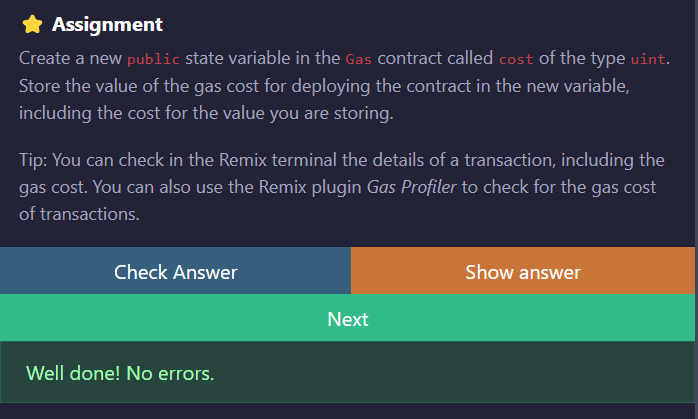 Assignment
Create a new public state variable in the Gas contract called cost of the type uint.
Store the value of the gas cost for deploying the contract in the new variable,
including the cost for the value you are storing.
Tip: You can check in the Remix terminal the details of a transaction, including the
gas cost. You can also use the Remix plugin Gas Profiler to check for the gas cost
of transactions.
Check Answer
Show answer
Next
Well done! No errors.